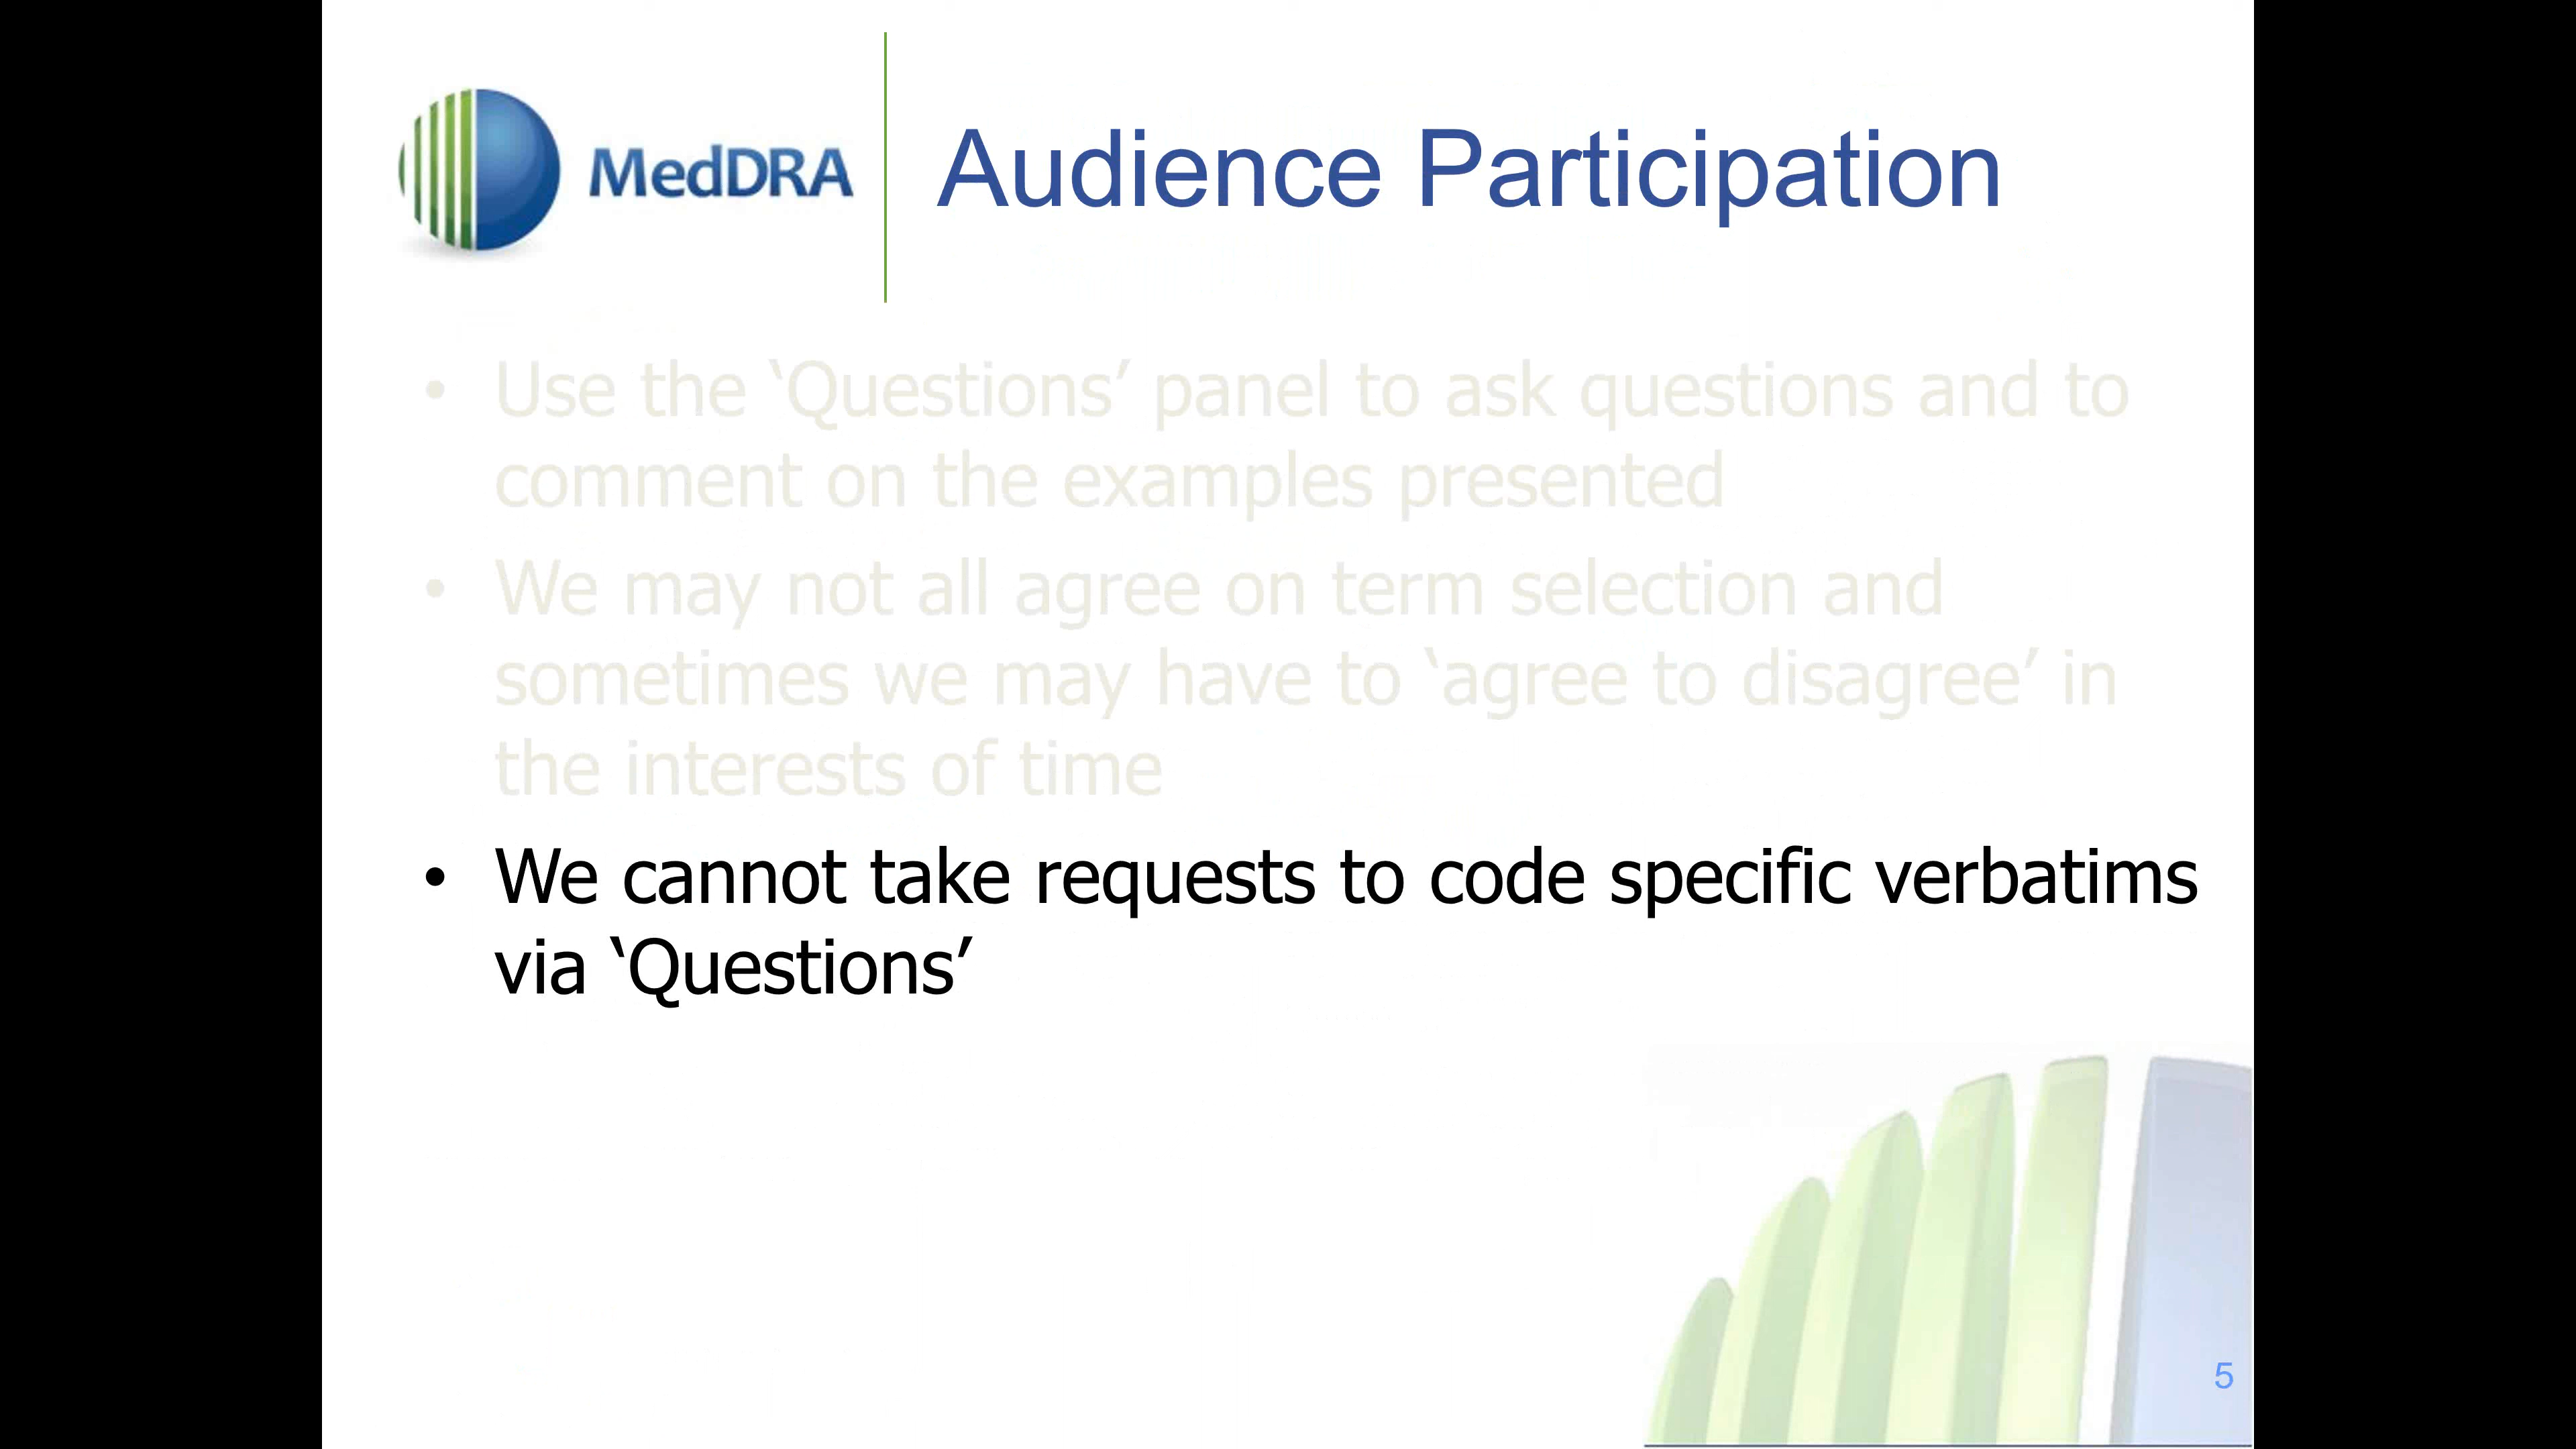 MedDRA
Audience Participation
• Use the ‘Questions’ panel to ask questions and to
comment on the examples presented
• We may not all agree on term selection and
sometimes we may have to ‘agree to disagree’ in
the interests of time
• We cannot take requests to code specific verbatims
via ‘Questions’
5